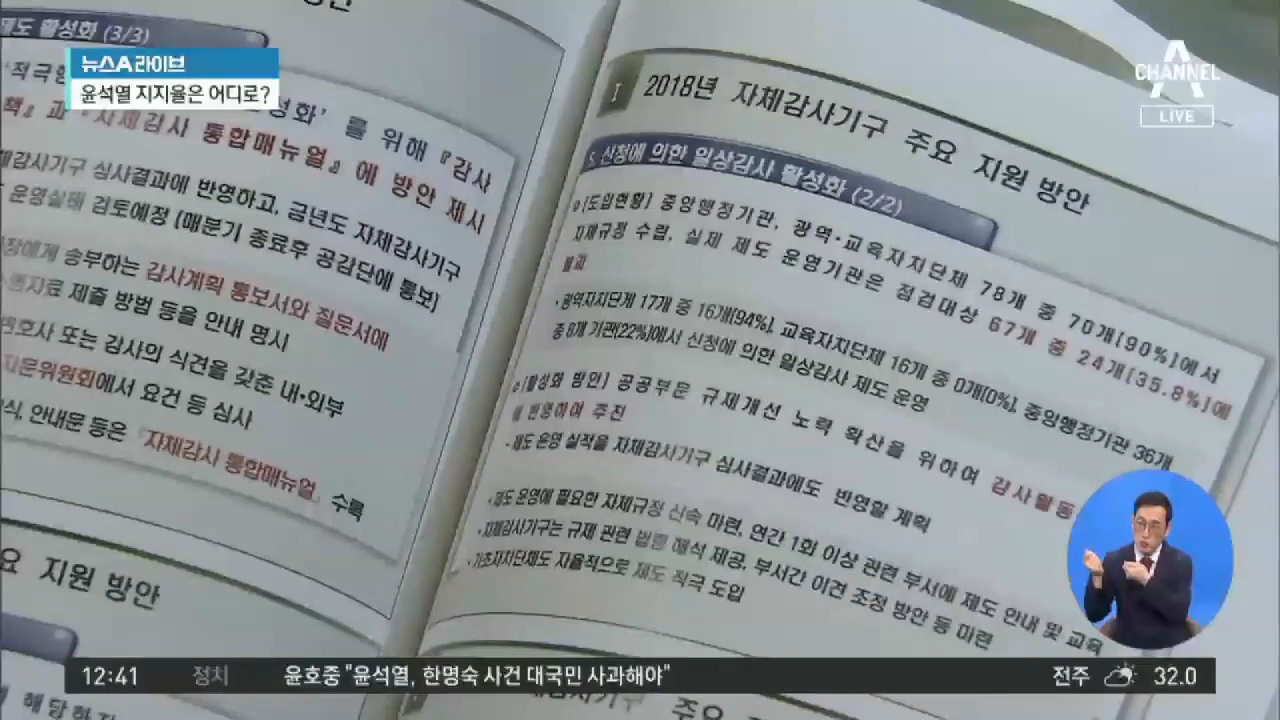 뉴스A 라이브
윤석열 지지율은 어디로?
CHANNEL A
LIVE
제도 활성화 (3/3)
성화' 를 위해 『감사
책』 과 『자체감사 통합매뉴얼』 에 방안 제시
체감사기구 심사결과에 반영하고, 금년도 자체감사기구
운영실태 검토예정 (매분기 종료후 공감단에 통보)
장에게 송부하는 감사계획 통보서와 질문서에
자료 제출 방법 등을 안내 명시
변호사 또는 감사의 식견을 갖춘 내·외부
자문위원회에서 요건 등 심사
식, 안내문 등은 『자체감사 통합매뉴얼』 수록
요 지원 방안
I 2018년 자체감사기구 주요 지원 방안
5. 신청에 의한 일상감사 활성화 (2/2)
o (도입현황) 중앙행정기관, 광역·교육자치단체 78개 중 70개(90%)에서
자체규정 수립, 실제 제도 운영기관은 점검대상 67개 중 24개(35.8%)에
불과
· 광역자치단체 17개 중 16개(94%), 교육자치단체 16개 중 0개(0%), 중앙행정기관 36개
중 8개 기관(22%)에서 신청에 의한 일상감사 제도 운영
o (활성화 방안) 공공부문 규제개선 노력 확산을 위하여 감사활동
에 반영하여 추진
- 제도 운영 실적을 자체감사기구 심사결과에도 반영할 계획
· 제도 운영에 필요한 자체규정 신속 마련, 연간 1회 이상 관련 부서에 제도 안내 및 교육
· 자체감사기구는 규제 관련 법령 해석 제공, 부서간 이견 조정 방안 등 마련
· 기초자치단체도 자율적으로 제도 적극 도입
12:41 정치 윤호중 "윤석열, 한명숙 사건 대국민 사과해야" 전주 32.0